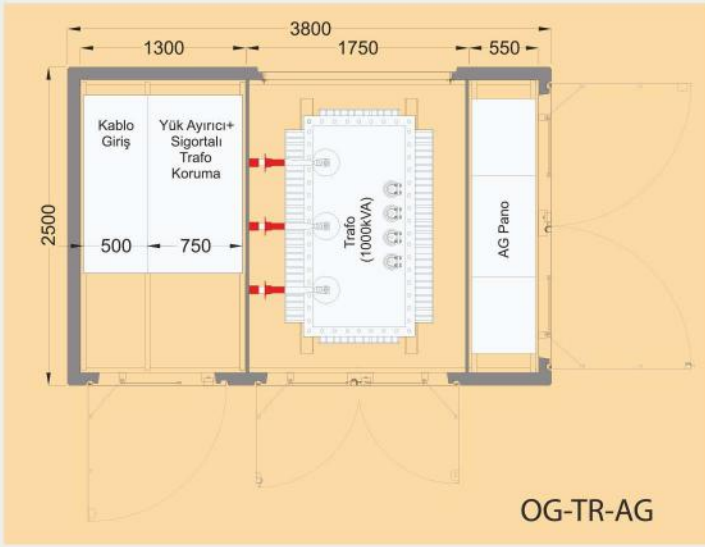 3800
1300
1750
550
2500
Kablo
Giriş
Yük Ayırıcı+
Sigortalı
Trafo
Koruma
500
750
Trafo
(1000kVA)
AG Pano
OG-TR-AG